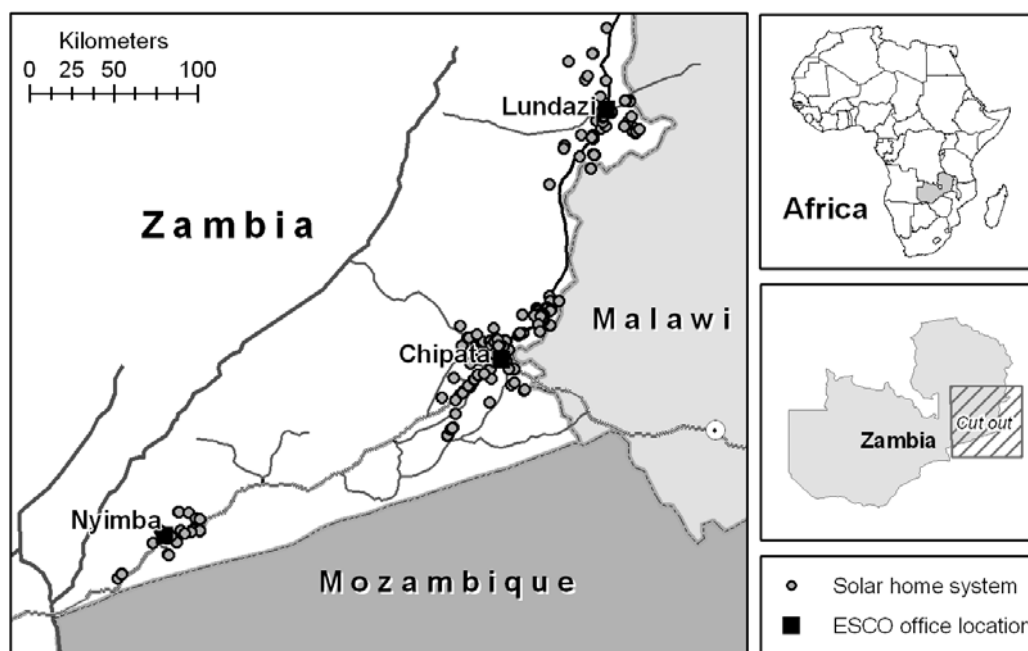 Kilometers
0 25 50 100
Lundazi
Zambia
Malawi
Chipata
Nyimba
Mozambique
Africa
Cut out
Zambia
Solar home system
ESCO office location